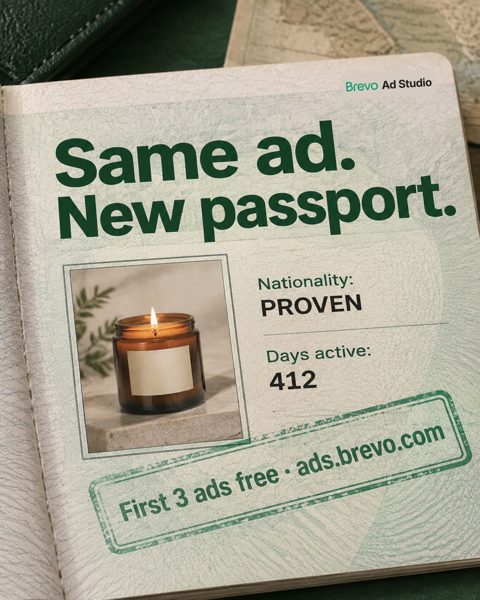 Brevo Ad Studio
Same ad.
New passport.
Nationality:
PROVEN
Days active:
412
First 3 ads free · ads.brevo.com